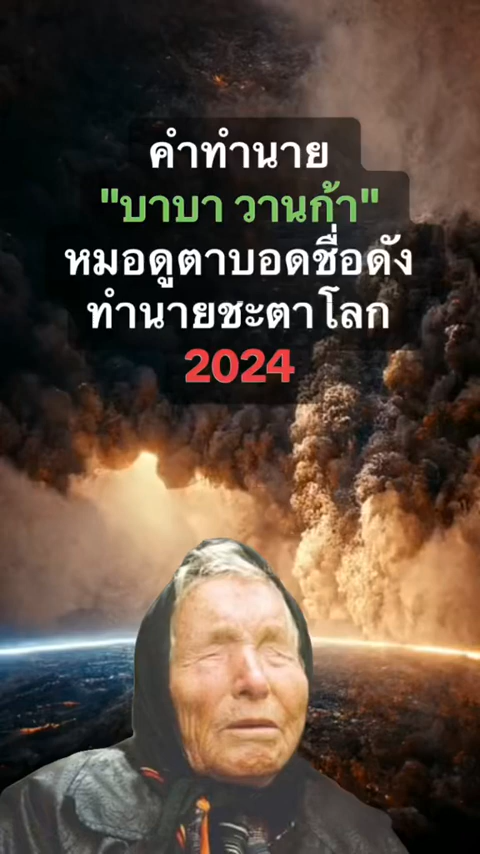 คำทำนาย
"บาบา วานก้า"
หมอดูตาบอดชื่อดัง
ทำนายชะตาโลก
2024